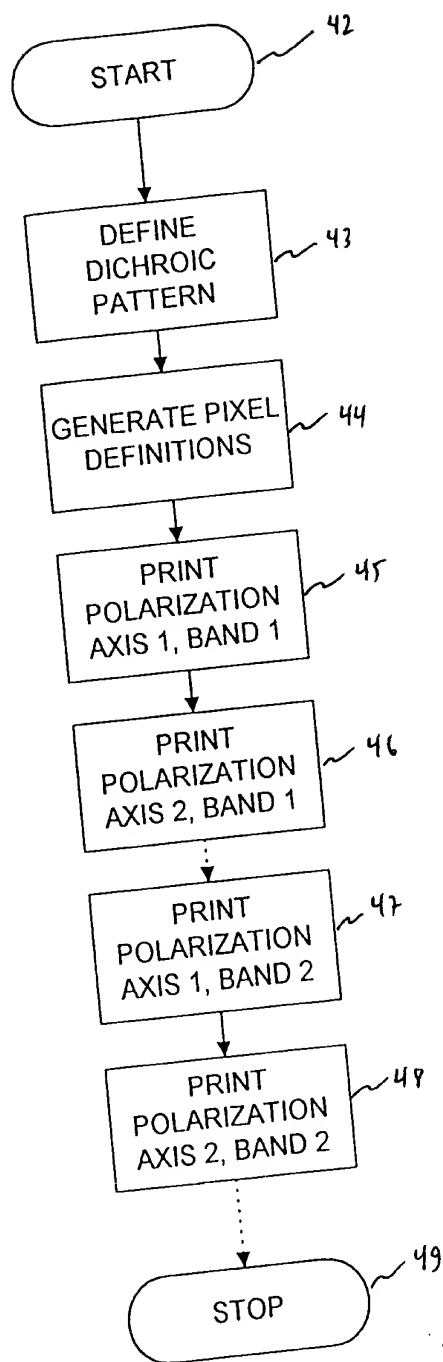 START
42
DEFINE
DICHROIC
PATTERN
43
GENERATE PIXEL
DEFINITIONS
44
PRINT
POLARIZATION
AXIS 1, BAND 1
45
PRINT
POLARIZATION
AXIS 2, BAND 1
46
PRINT
POLARIZATION
AXIS 1, BAND 2
47
PRINT
POLARIZATION
AXIS 2, BAND 2
48
STOP
49